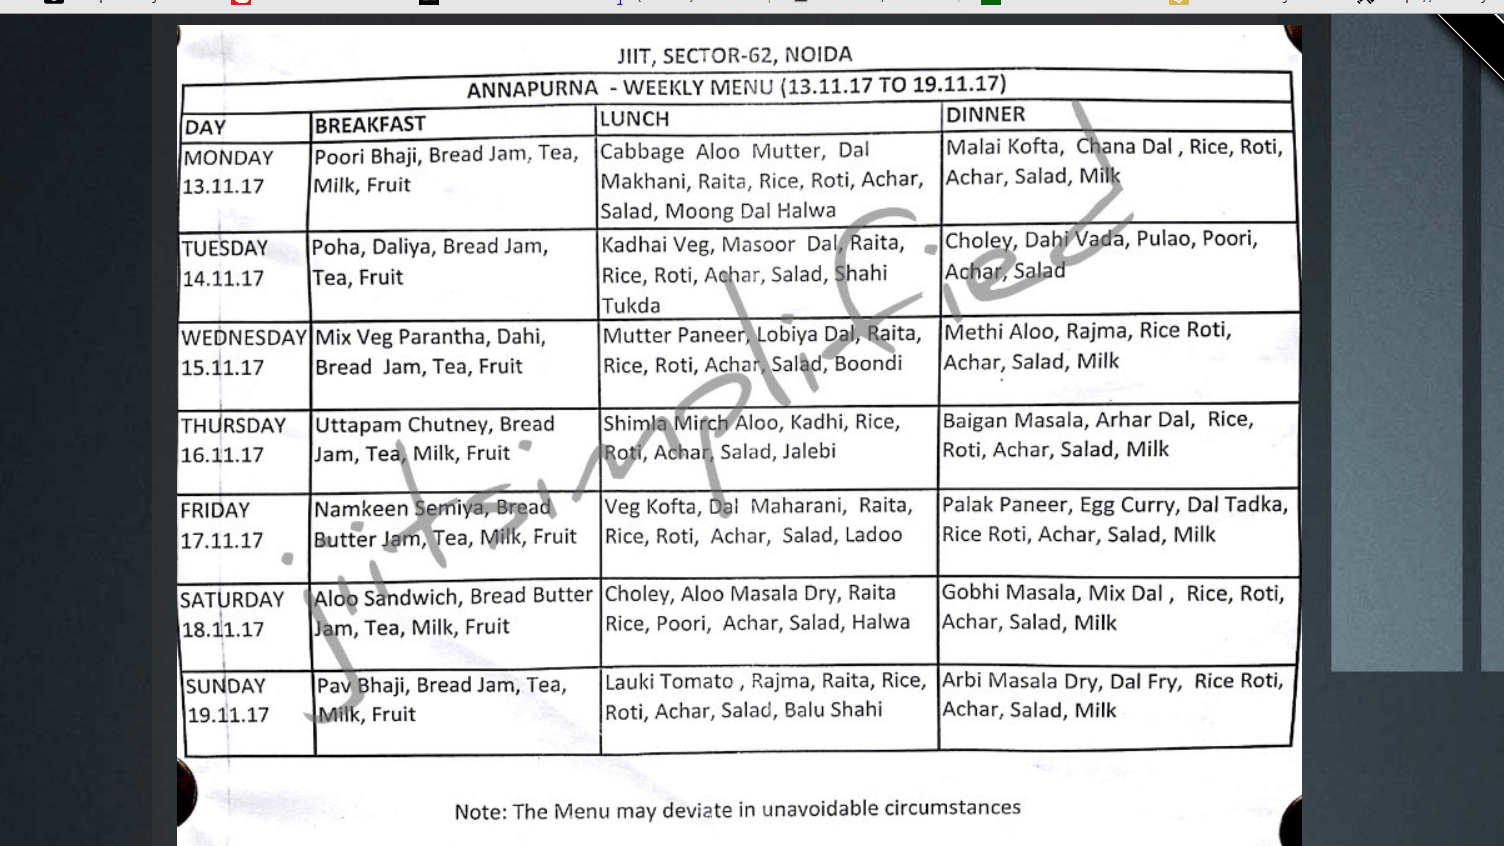 JIIT, SECTOR-62, NOIDA
ANNAPURNA - WEEKLY MENU (13.11.17 TO 19.11.17)
DAY BREAKFAST LUNCH DINNER
MONDAY
13.11.17
Poori Bhaji, Bread Jam, Tea,
Milk, Fruit
Cabbage Aloo Mutter, Dal
Makhani, Raita, Rice, Roti, Achar,
Salad, Moong Dal Halwa
Malai Kofta, Chana Dal , Rice, Roti,
Achar, Salad, Milk
TUESDAY
14.11.17
Poha, Daliya, Bread Jam,
Tea, Fruit
Kadhai Veg, Masoor Dal, Raita,
Rice, Roti, Achar, Salad, Shahi
Tukda
Choley, Dahi Vada, Pulao, Poori,
Achar, Salad
WEDNESDAY
15.11.17
Mix Veg Parantha, Dahi,
Bread Jam, Tea, Fruit
Mutter Paneer, Lobiya Dal, Raita,
Rice, Roti, Achar, Salad, Boondi
Methi Aloo, Rajma, Rice Roti,
Achar, Salad, Milk
THURSDAY
16.11.17
Uttapam Chutney, Bread
Jam, Tea, Milk, Fruit
Shimla Mirch Aloo, Kadhi, Rice,
Roti, Achar, Salad, Jalebi
Baigan Masala, Arhar Dal, Rice,
Roti, Achar, Salad, Milk
FRIDAY
17.11.17
Namkeen Semiya, Bread
Butter Jam, Tea, Milk, Fruit
Veg Kofta, Dal Maharani, Raita,
Rice, Roti, Achar, Salad, Ladoo
Palak Paneer, Egg Curry, Dal Tadka,
Rice Roti, Achar, Salad, Milk
SATURDAY
18.11.17
Aloo Sandwich, Bread Butter
Jam, Tea, Milk, Fruit
Choley, Aloo Masala Dry, Raita
Rice, Poori, Achar, Salad, Halwa
Gobhi Masala, Mix Dal , Rice, Roti,
Achar, Salad, Milk
SUNDAY
19.11.17
Pav Bhaji, Bread Jam, Tea,
Milk, Fruit
Lauki Tomato , Rajma, Raita, Rice,
Roti, Achar, Salad, Balu Shahi
Arbi Masala Dry, Dal Fry, Rice Roti,
Achar, Salad, Milk
jiitsimplified
Note: The Menu may deviate in unavoidable circumstances